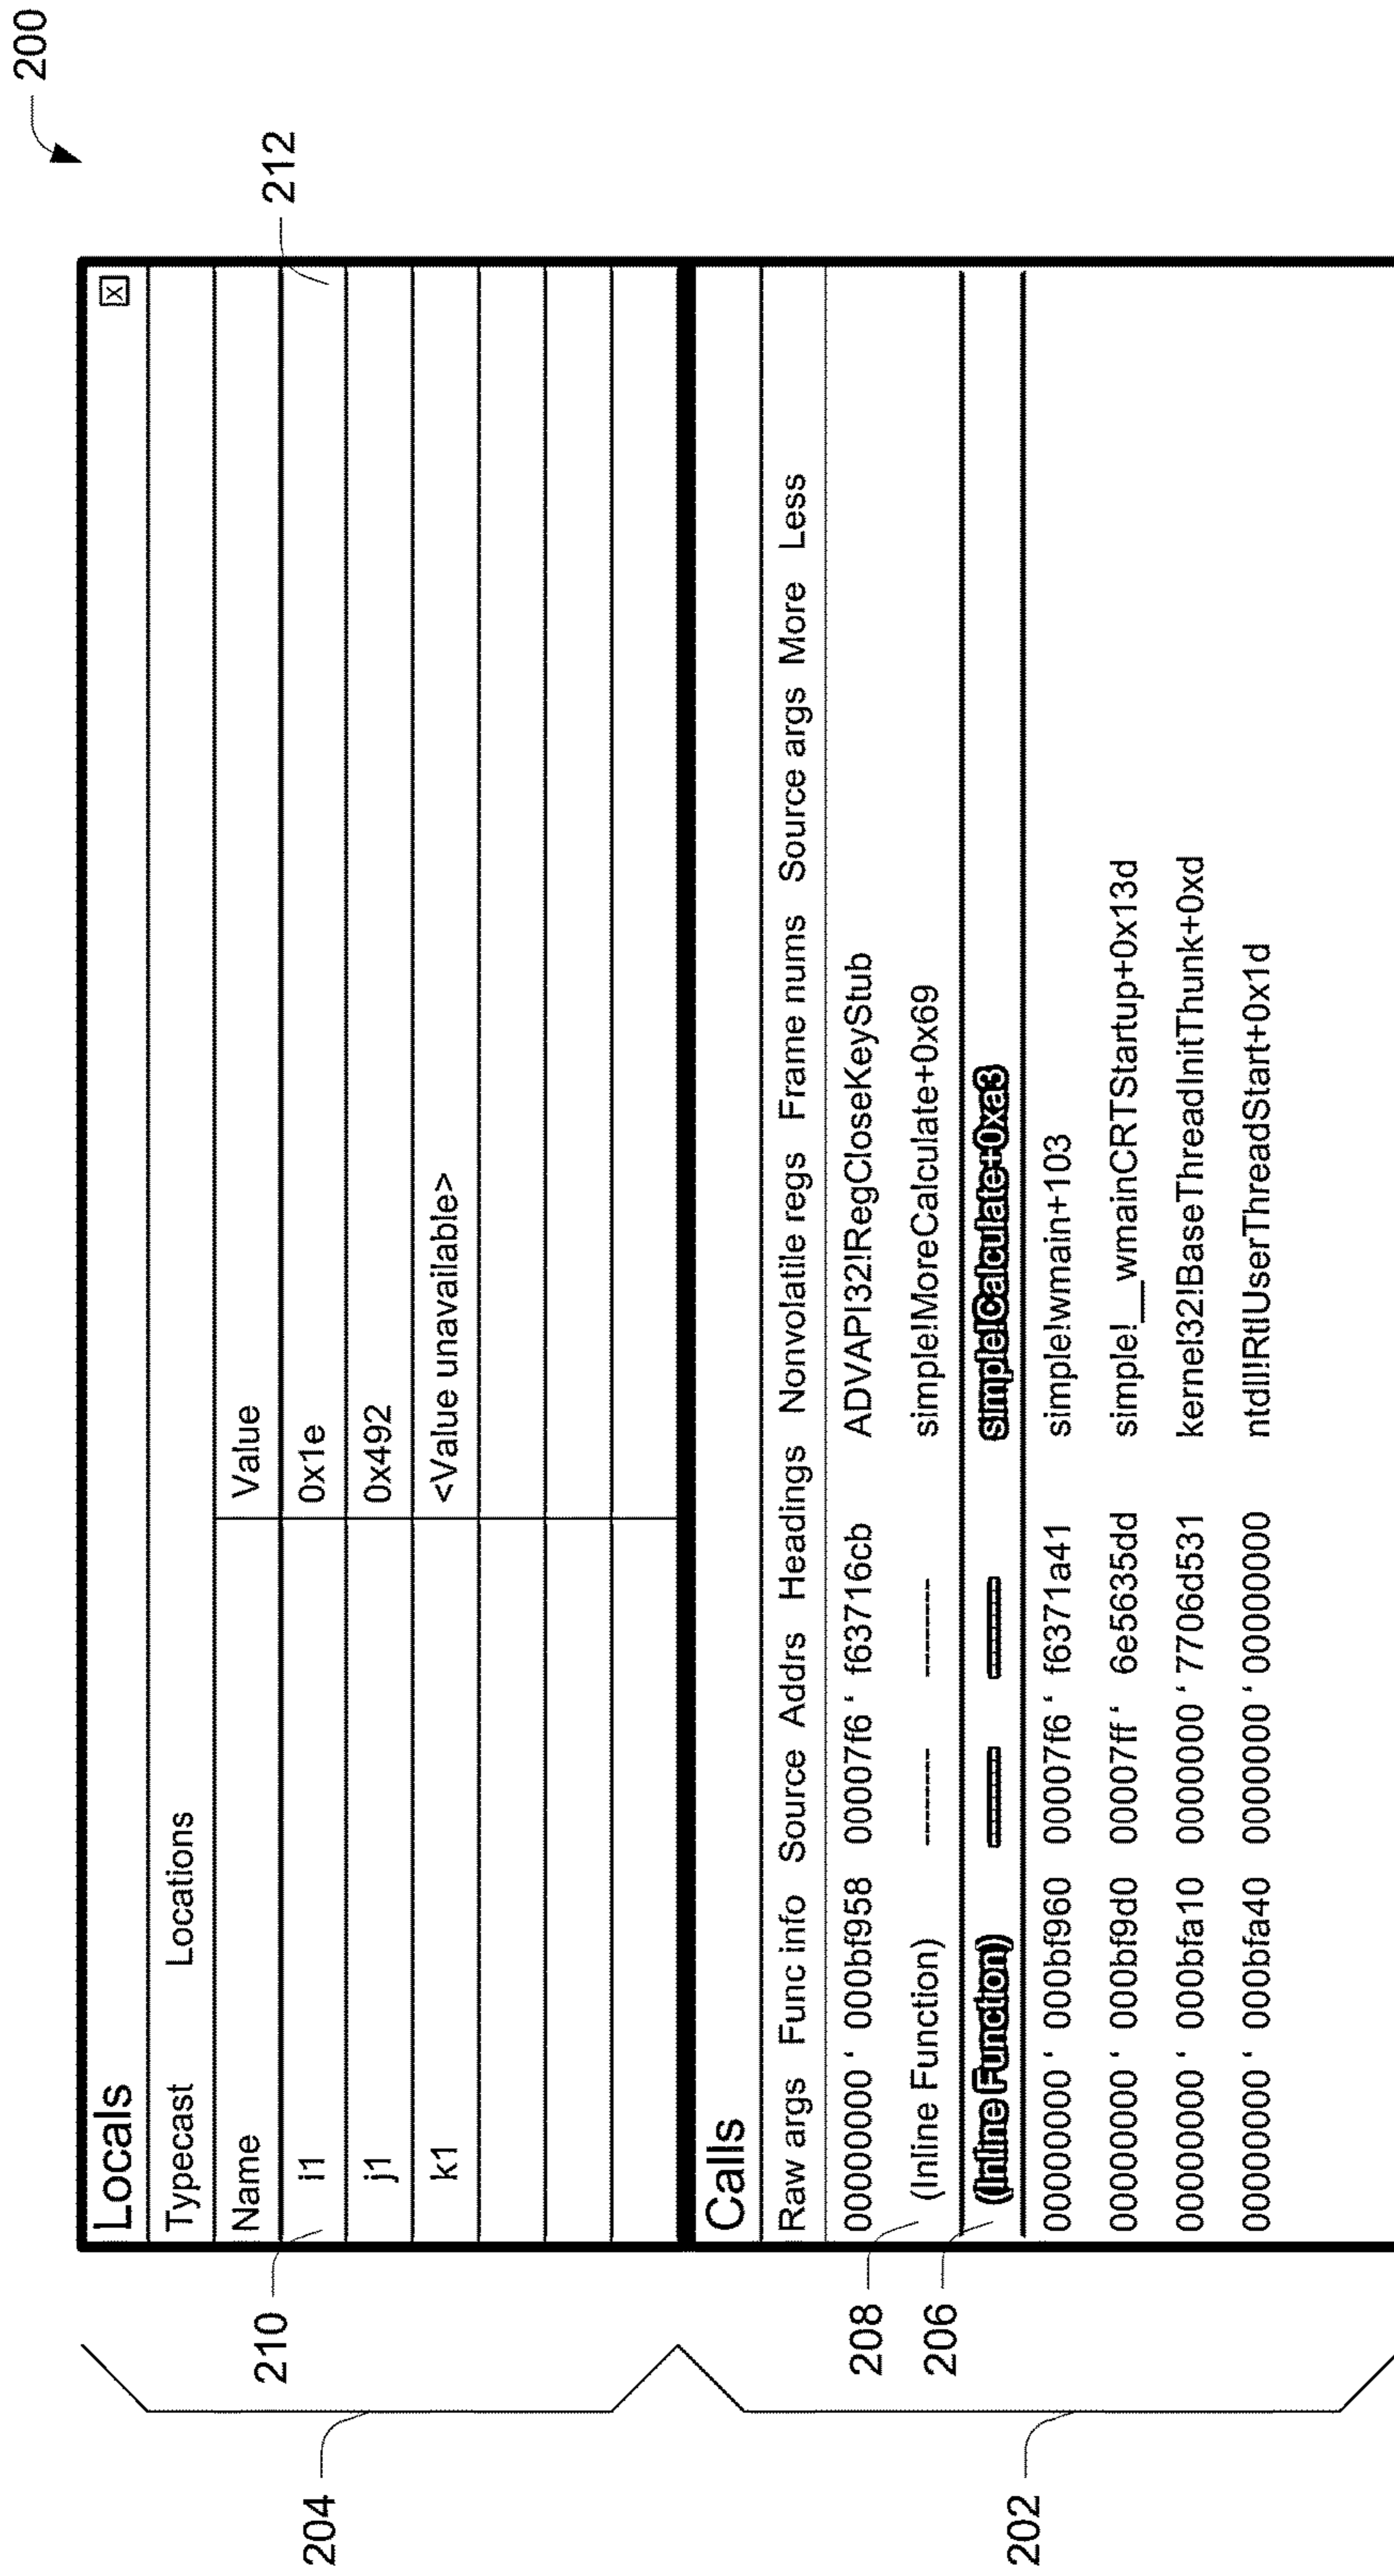 200
Locals X
Typecast Locations
Name Value
210 i1 0x1e 212
j1 0x492
204
k1 <Value unavailable>
Calls
Raw args Func info Source Addrs Headings Nonvolatile regs Frame nums Source args More Less
00000000 ‘ 000bf958 00007f6 ‘ f63716cb ADVAPI32!RegCloseKeyStub
208 (Inline Function) -------- -------- simple!MoreCalculate+0x69
206 (Inline Function) -------- -------- simple!Calculate+0xa3
202
00000000 ‘ 000bf960 00007f6 ‘ f6371a41 simple!wmain+103
00000000 ‘ 000bf9d0 00007ff ‘ 6e5635dd simple!__wmainCRTStartup+0x13d
00000000 ‘ 000bfa10 0000000 ‘ 7706d531 kernel32!BaseThreadInitThunk+0xd
00000000 ‘ 000bfa40 0000000 ‘ 00000000 ntdll!RtlUserThreadStart+0x1d